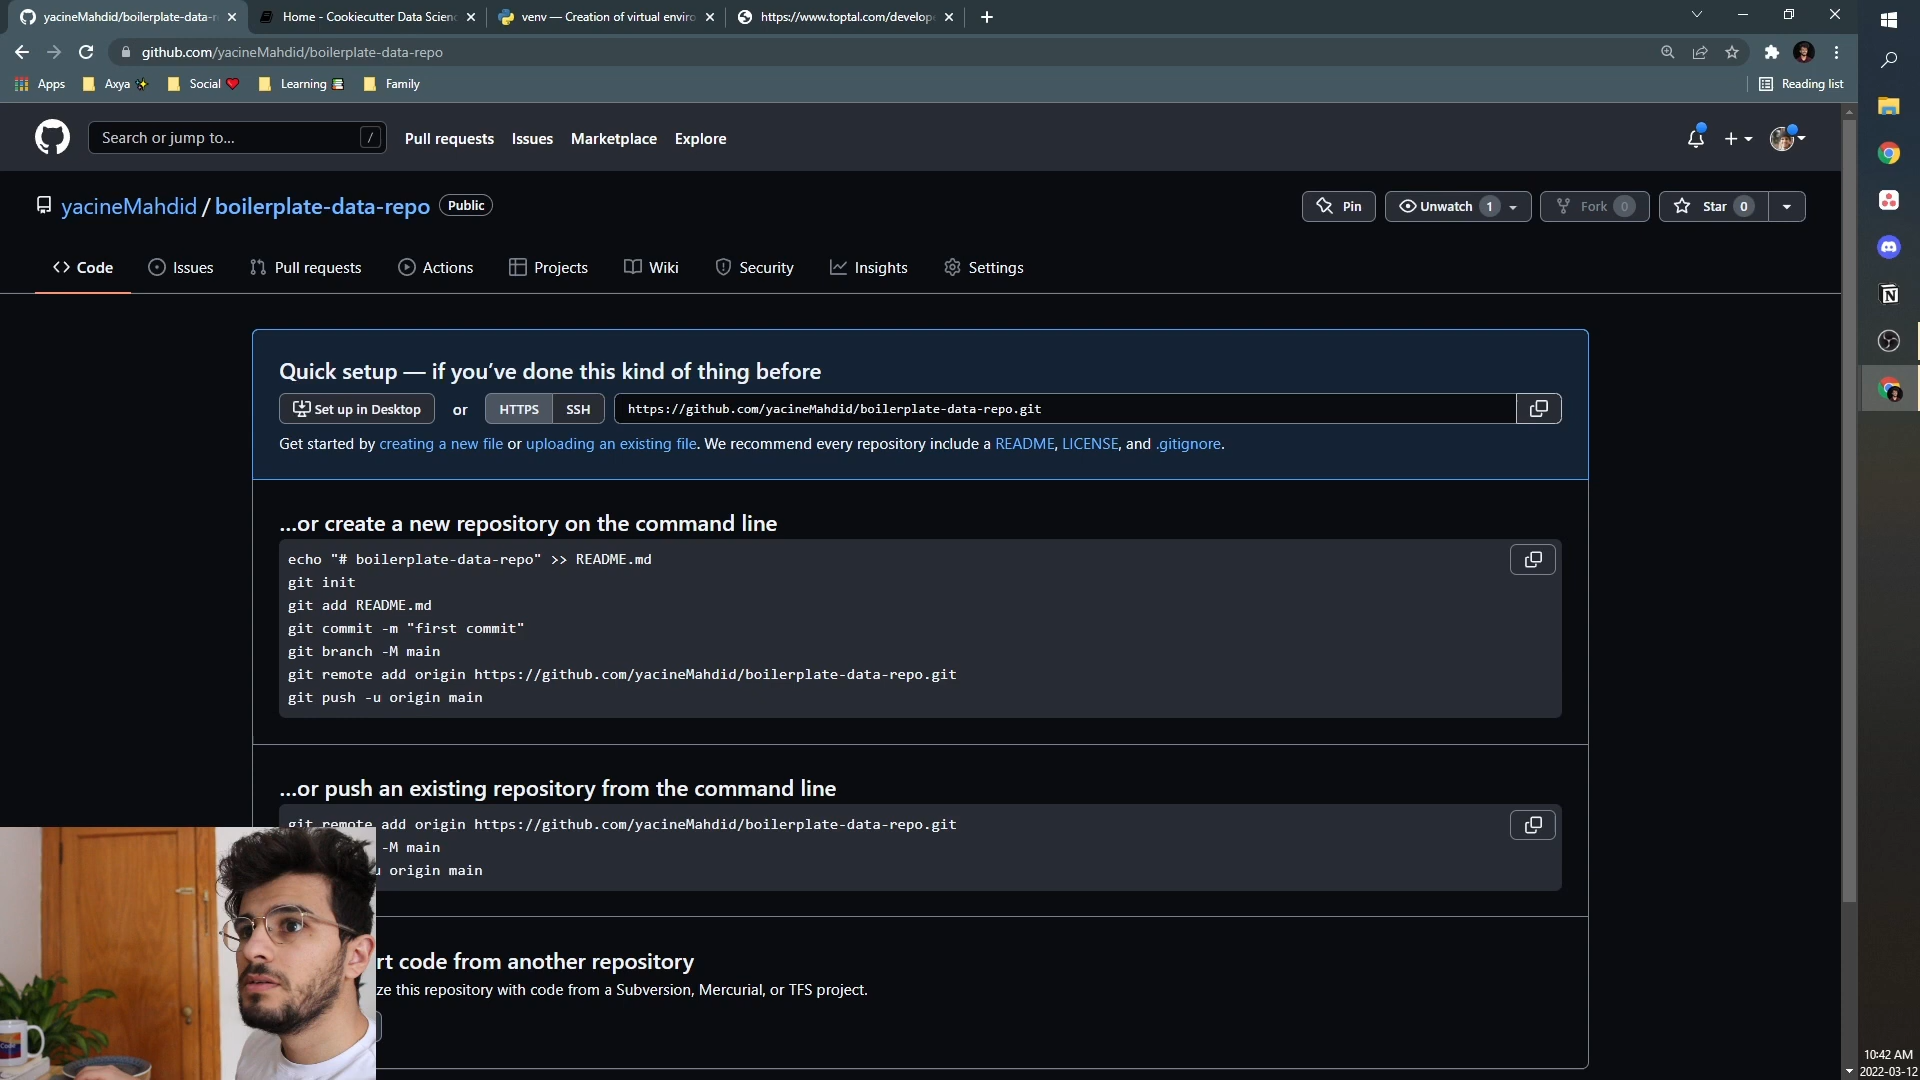 yacineMahdid/boilerplate-data-r
Home - Cookiecutter Data Scienc
venv — Creation of virtual enviro
https://www.toptal.com/develope
github.com/yacineMahdid/boilerplate-data-repo
Apps
Axya
Social
Learning
Family
Reading list
Search or jump to...
/
Pull requests
Issues
Marketplace
Explore
yacineMahdid / boilerplate-data-repo
Public
Pin
Unwatch 1
Fork 0
Star 0
Code
Issues
Pull requests
Actions
Projects
Wiki
Security
Insights
Settings
Quick setup — if you’ve done this kind of thing before
Set up in Desktop
or
HTTPS
SSH
https://github.com/yacineMahdid/boilerplate-data-repo.git
Get started by creating a new file or uploading an existing file. We recommend every repository include a README, LICENSE, and .gitignore.
…or create a new repository on the command line
echo "# boilerplate-data-repo" >> README.md
git init
git add README.md
git commit -m "first commit"
git branch -M main
git remote add origin https://github.com/yacineMahdid/boilerplate-data-repo.git
git push -u origin main
…or push an existing repository from the command line
git remote add origin https://github.com/yacineMahdid/boilerplate-data-repo.git
-M main
u origin main
rt code from another repository
ze this repository with code from a Subversion, Mercurial, or TFS project.
10:42 AM
2022-03-12